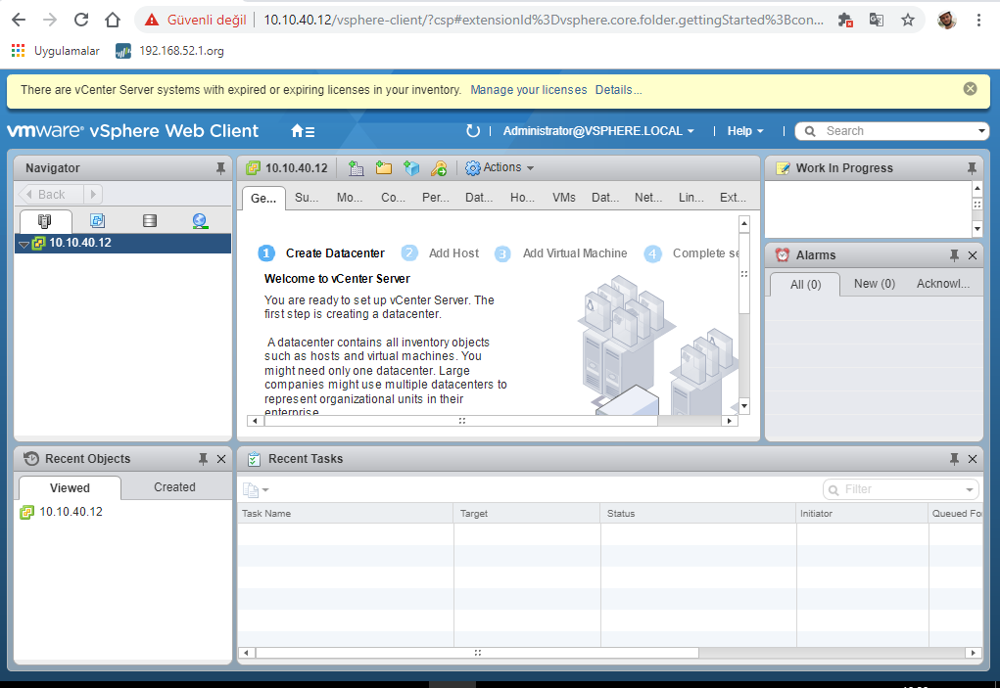 Güvenli değil
10.10.40.12/vsphere-client/?csp#extensionId%3Dvsphere.core.folder.gettingStarted%3Bcon...
Uygulamalar
192.168.52.1.org
There are vCenter Server systems with expired or expiring licenses in your inventory. Manage your licenses Details...
vmware® vSphere Web Client
Administrator@VSPHERE.LOCAL
Help
Search
Navigator
Back
10.10.40.12
10.10.40.12
Actions
Ge...
Su...
Mo...
Co...
Per...
Dat...
Ho...
VMs
Dat...
Net...
Lin...
Ext...
1 Create Datacenter
2 Add Host
3 Add Virtual Machine
4 Complete se
Welcome to vCenter Server
You are ready to set up vCenter Server. The
first step is creating a datacenter.
A datacenter contains all inventory objects
such as hosts and virtual machines. You
might need only one datacenter. Large
companies might use multiple datacenters to
represent organizational units in their
enterprise.
Work In Progress
Alarms
All (0)
New (0)
Acknowl...
Recent Objects
Viewed
Created
10.10.40.12
Recent Tasks
Filter
Task Name
Target
Status
Initiator
Queued For